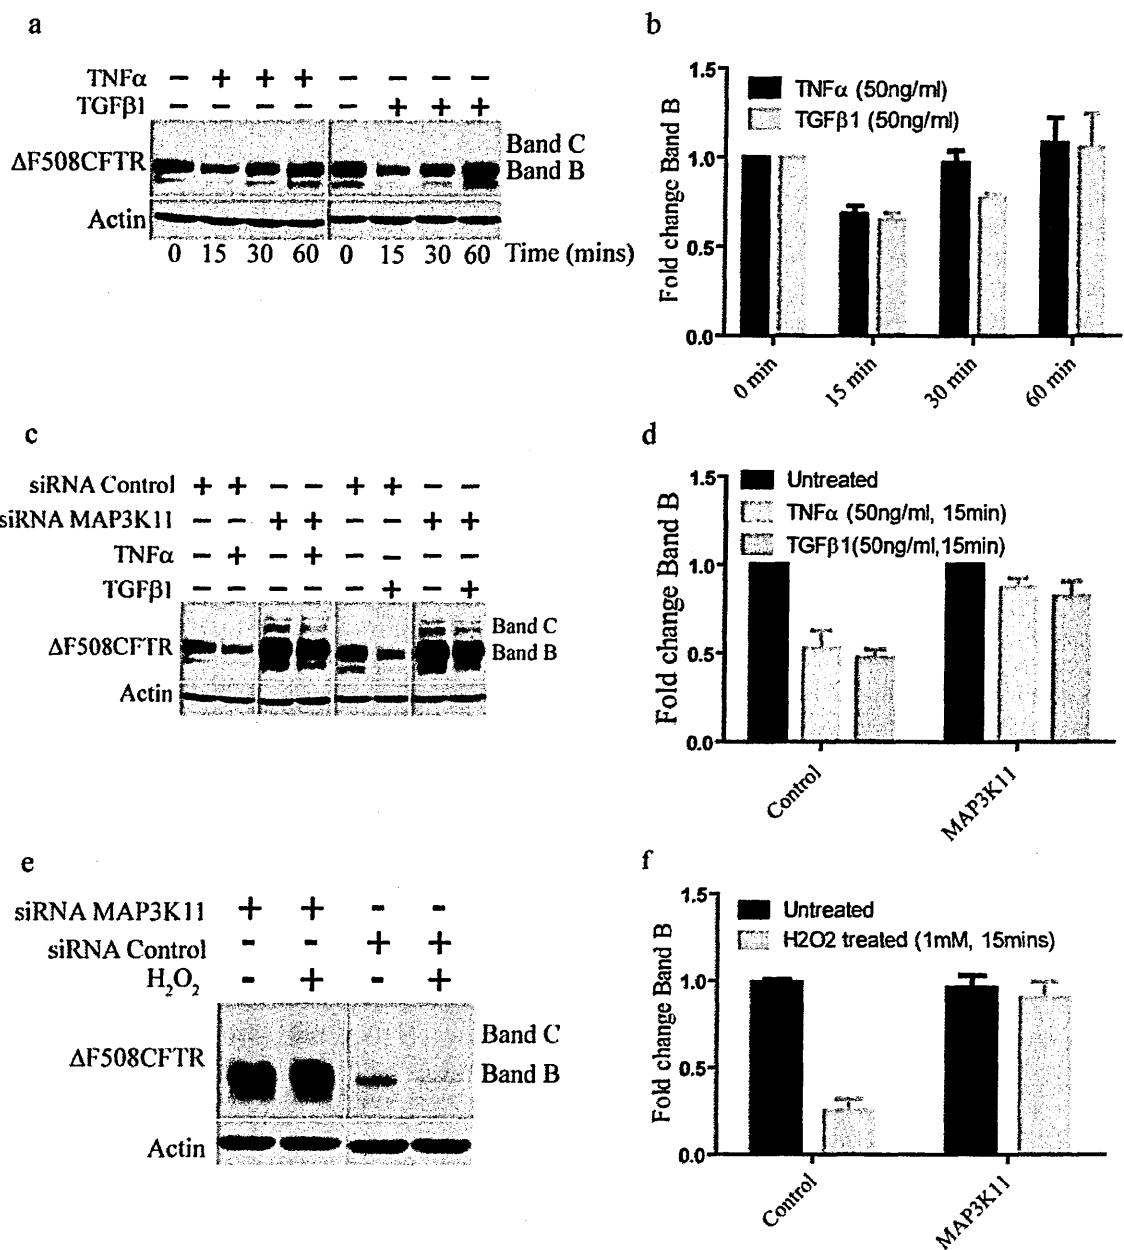 a
TNFα − + + + − − − −
TGFβ1 − − − − − + + +
Band C
ΔF508CFTR
Band B
Actin
0 15 30 60 0 15 30 60 Time (mins)
b
1.5
1.0
0.5
0.0
Fold change Band B
TNFα (50ng/ml)
TGFβ1 (50ng/ml)
0 min
15 min
30 min
60 min
c
siRNA Control + + − − + + − −
siRNA MAP3K11 − − + + − − + +
TNFα − + − + − − − −
TGFβ1 − − − − − + − +
Band C
ΔF508CFTR
Band B
Actin
d
1.5
1.0
0.5
0.0
Fold change Band B
Untreated
TNFα (50ng/ml, 15min)
TGFβ1(50ng/ml,15min)
Control
MAP3K11
e
siRNA MAP3K11 + + - -
siRNA Control - - + +
H₂O₂ - + - +
Band C
ΔF508CFTR
Band B
Actin
f
1.5
1.0
0.5
0.0
Fold change Band B
Untreated
H2O2 treated (1mM, 15mins)
Control
MAP3K11